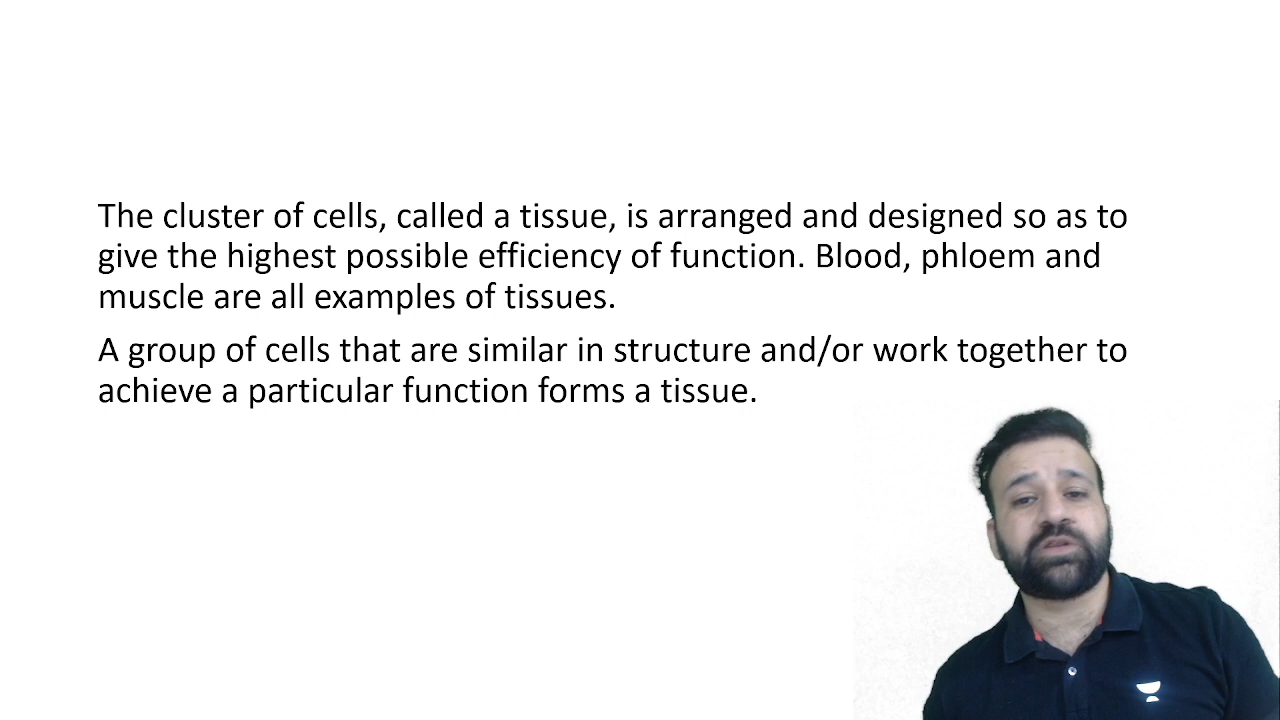 The cluster of cells, called a tissue, is arranged and designed so as to
give the highest possible efficiency of function. Blood, phloem and
muscle are all examples of tissues.
A group of cells that are similar in structure and/or work together to
achieve a particular function forms a tissue.